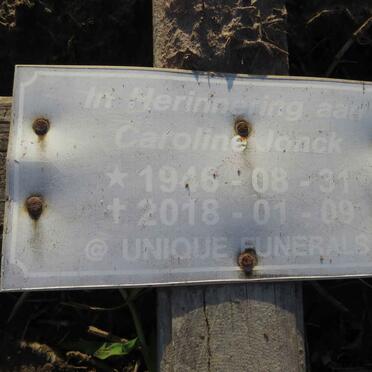 In Herinnering aan
Caroline Jonck
★ 1946 - 08 - 31
✝ 2018 - 01 - 09
© UNIQUE FUNERALS